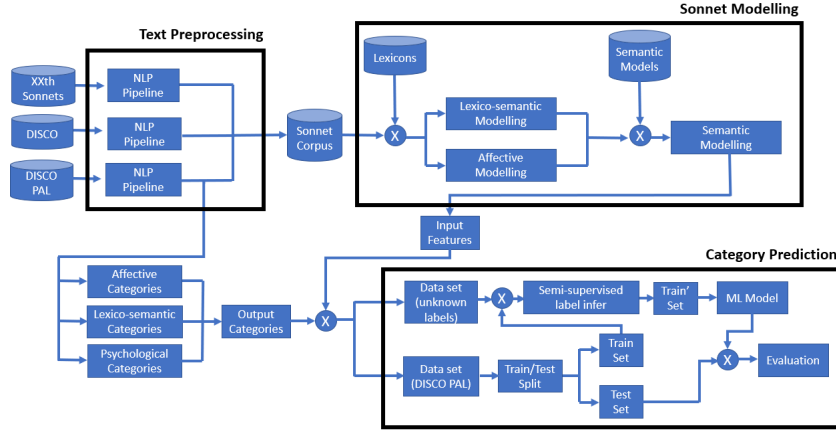 Text Preprocessing
Sonnet Modelling
XXth
Sonnets
NLP
Pipeline
DISCO
NLP
Pipeline
DISCO
PAL
NLP
Pipeline
Sonnet
Corpus
Lexicons
X
Lexico-semantic
Modelling
Affective
Modelling
Semantic
Models
X
Semantic
Modelling
Input
Features
Category Prediction
Affective
Categories
Lexico-semantic
Categories
Psychological
Categories
Output
Categories
X
Data set
(unknown
labels)
X
Semi-supervised
label infer
Train'
Set
ML Model
Data set
(DISCO PAL)
Train/Test
Split
Train
Set
Test
Set
X
Evaluation